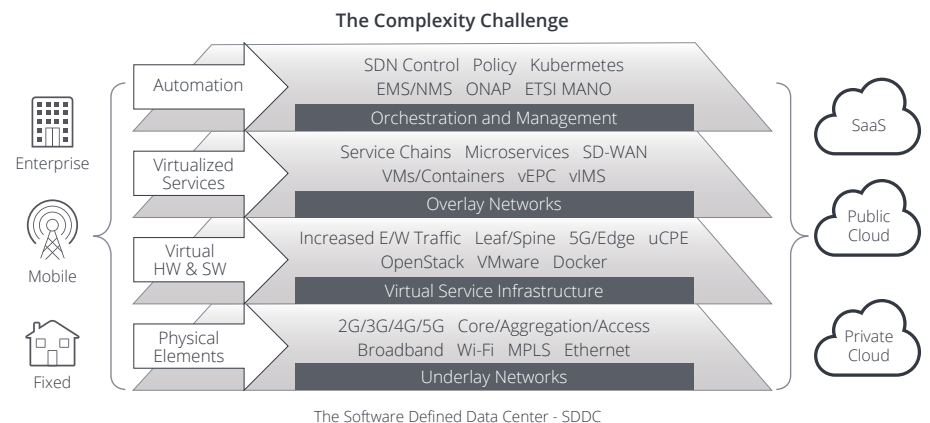 The Complexity Challenge
Enterprise
Mobile
Fixed
Automation
SDN Control Policy Kubernetes
EMS/NMS ONAP ETSI MANO
Orchestration and Management
Virtualized
Services
Service Chains Microservices SD-WAN
VMs/Containers vEPC vIMS
Overlay Networks
Virtual
HW & SW
Increased E/W Traffic Leaf/Spine 5G/Edge uCPE
OpenStack VMware Docker
Virtual Service Infrastructure
Physical
Elements
2G/3G/4G/5G Core/Aggregation/Access
Broadband Wi-Fi MPLS Ethernet
Underlay Networks
SaaS
Public
Cloud
Private
Cloud
The Software Defined Data Center - SDDC